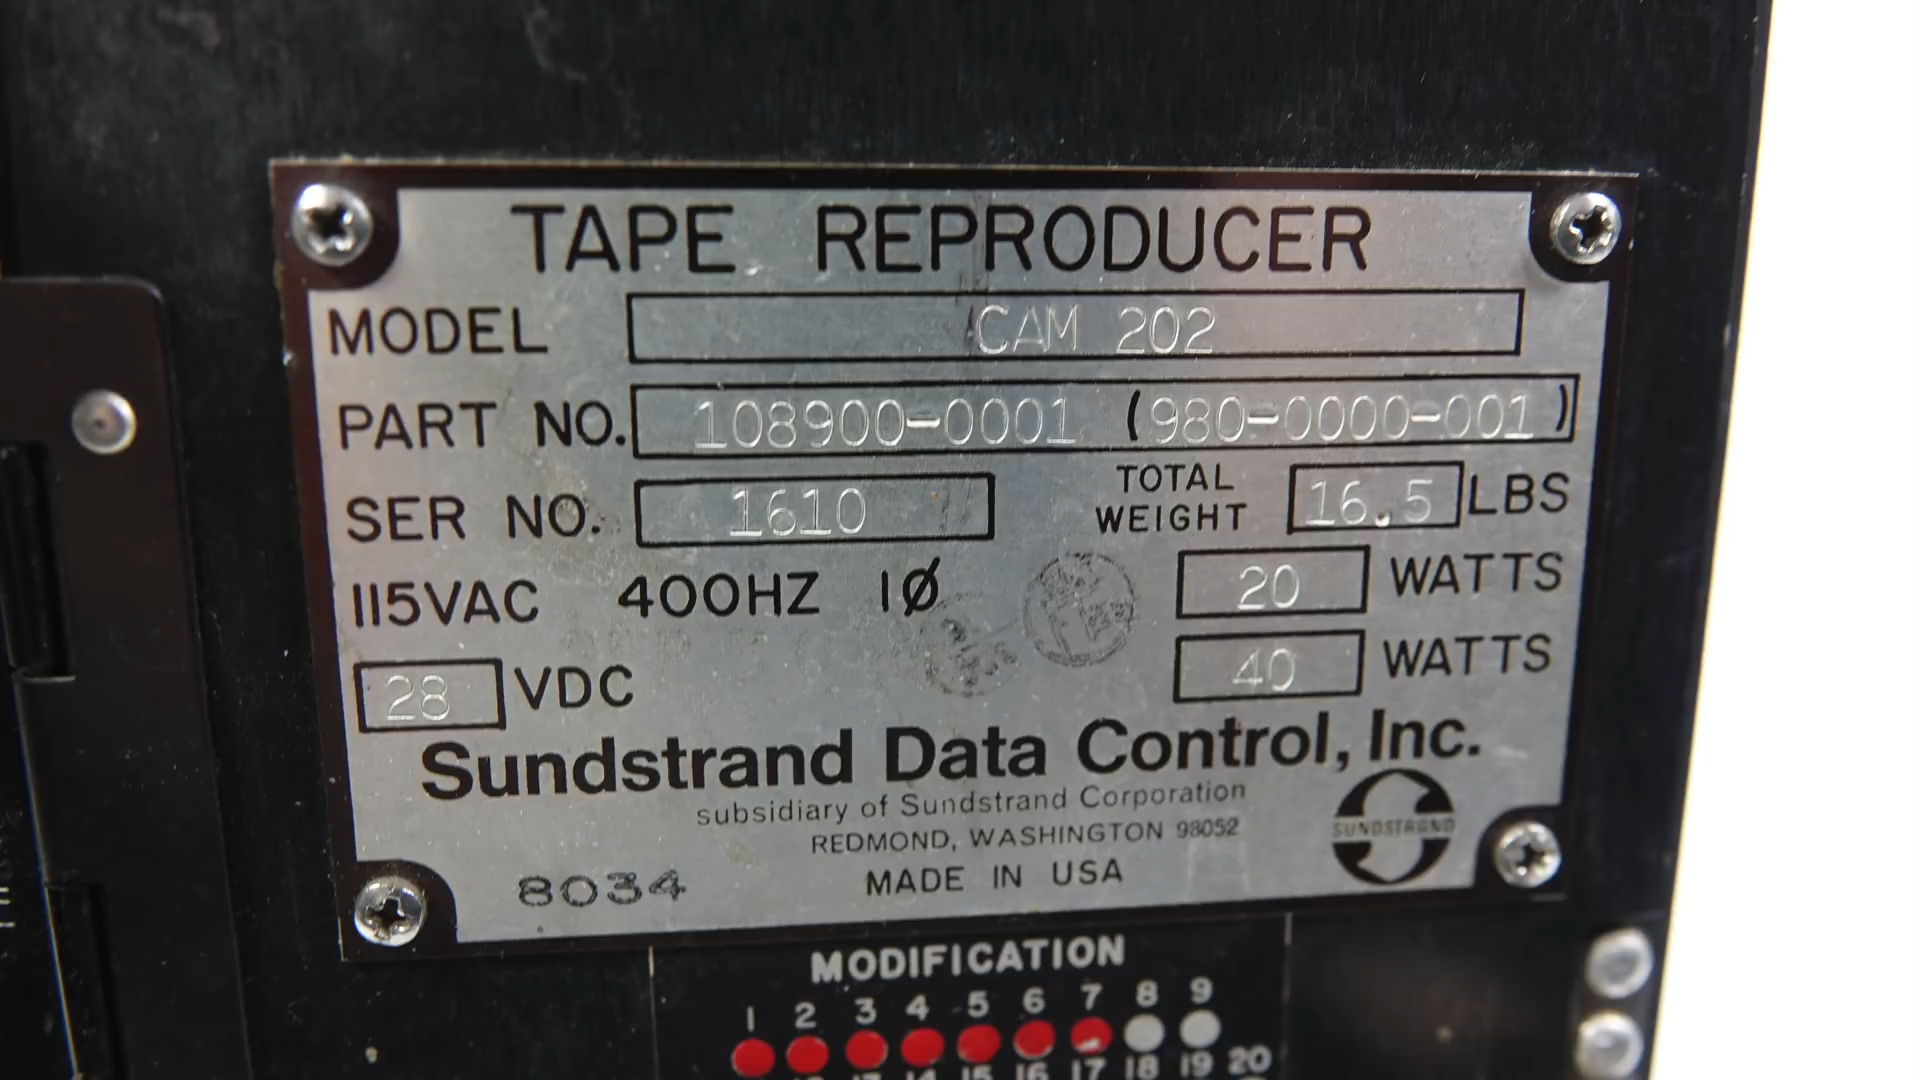 TAPE REPRODUCER
MODEL CAM 202
PART NO. 108900-0001 (980-0000-001)
SER NO. 1610 TOTAL WEIGHT 16.5 LBS
115VAC 400HZ 1Ø 20 WATTS
28 VDC 40 WATTS
Sundstrand Data Control, Inc.
subsidiary of Sundstrand Corporation
REDMOND, WASHINGTON 98052
SUNDSTRAND
8034 MADE IN USA
MODIFICATION
1 2 3 4 5 6 7 8 9
14 15 16 17 18 19 20